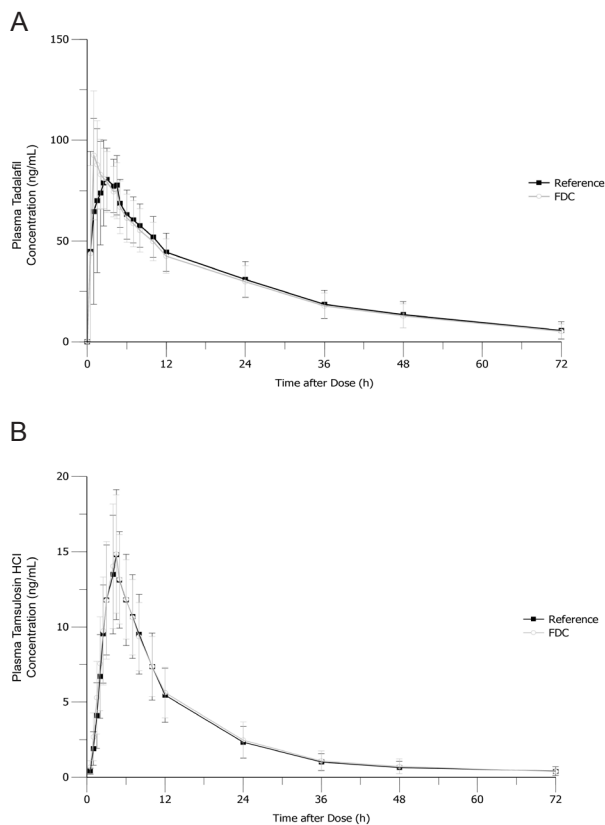 A
150
100
50
0
Plasma Tadalafil
Concentration (ng/mL)
Reference
FDC
0 12 24 36 48 60 72
Time after Dose (h)
B
20
15
10
5
0
Plasma Tamsulosin HCl
Concentration (ng/mL)
Reference
FDC
0 12 24 36 48 60 72
Time after Dose (h)